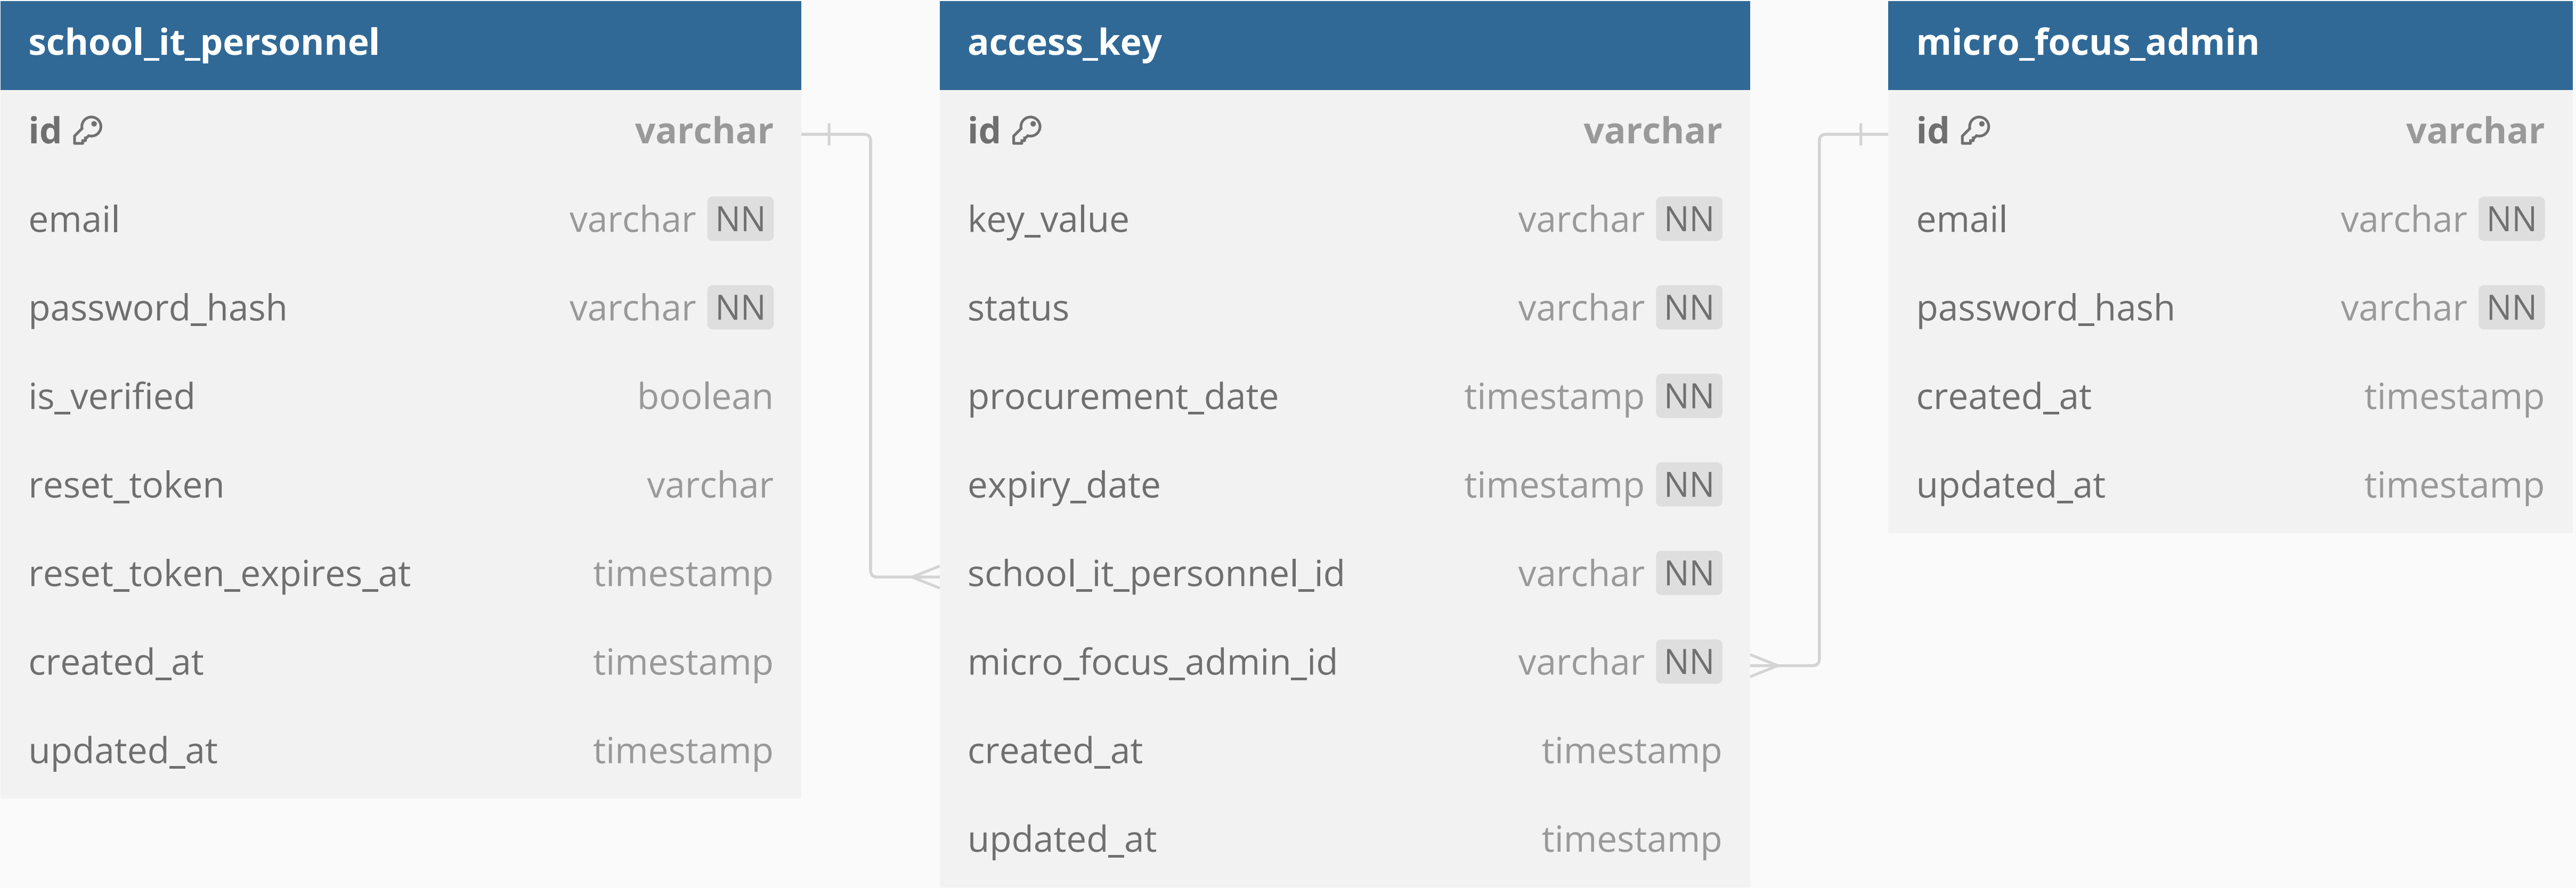 school_it_personnel
id varchar
email varchar NN
password_hash varchar NN
is_verified boolean
reset_token varchar
reset_token_expires_at timestamp
created_at timestamp
updated_at timestamp
access_key
id varchar
key_value varchar NN
status varchar NN
procurement_date timestamp NN
expiry_date timestamp NN
school_it_personnel_id varchar NN
micro_focus_admin_id varchar NN
created_at timestamp
updated_at timestamp
micro_focus_admin
id varchar
email varchar NN
password_hash varchar NN
created_at timestamp
updated_at timestamp